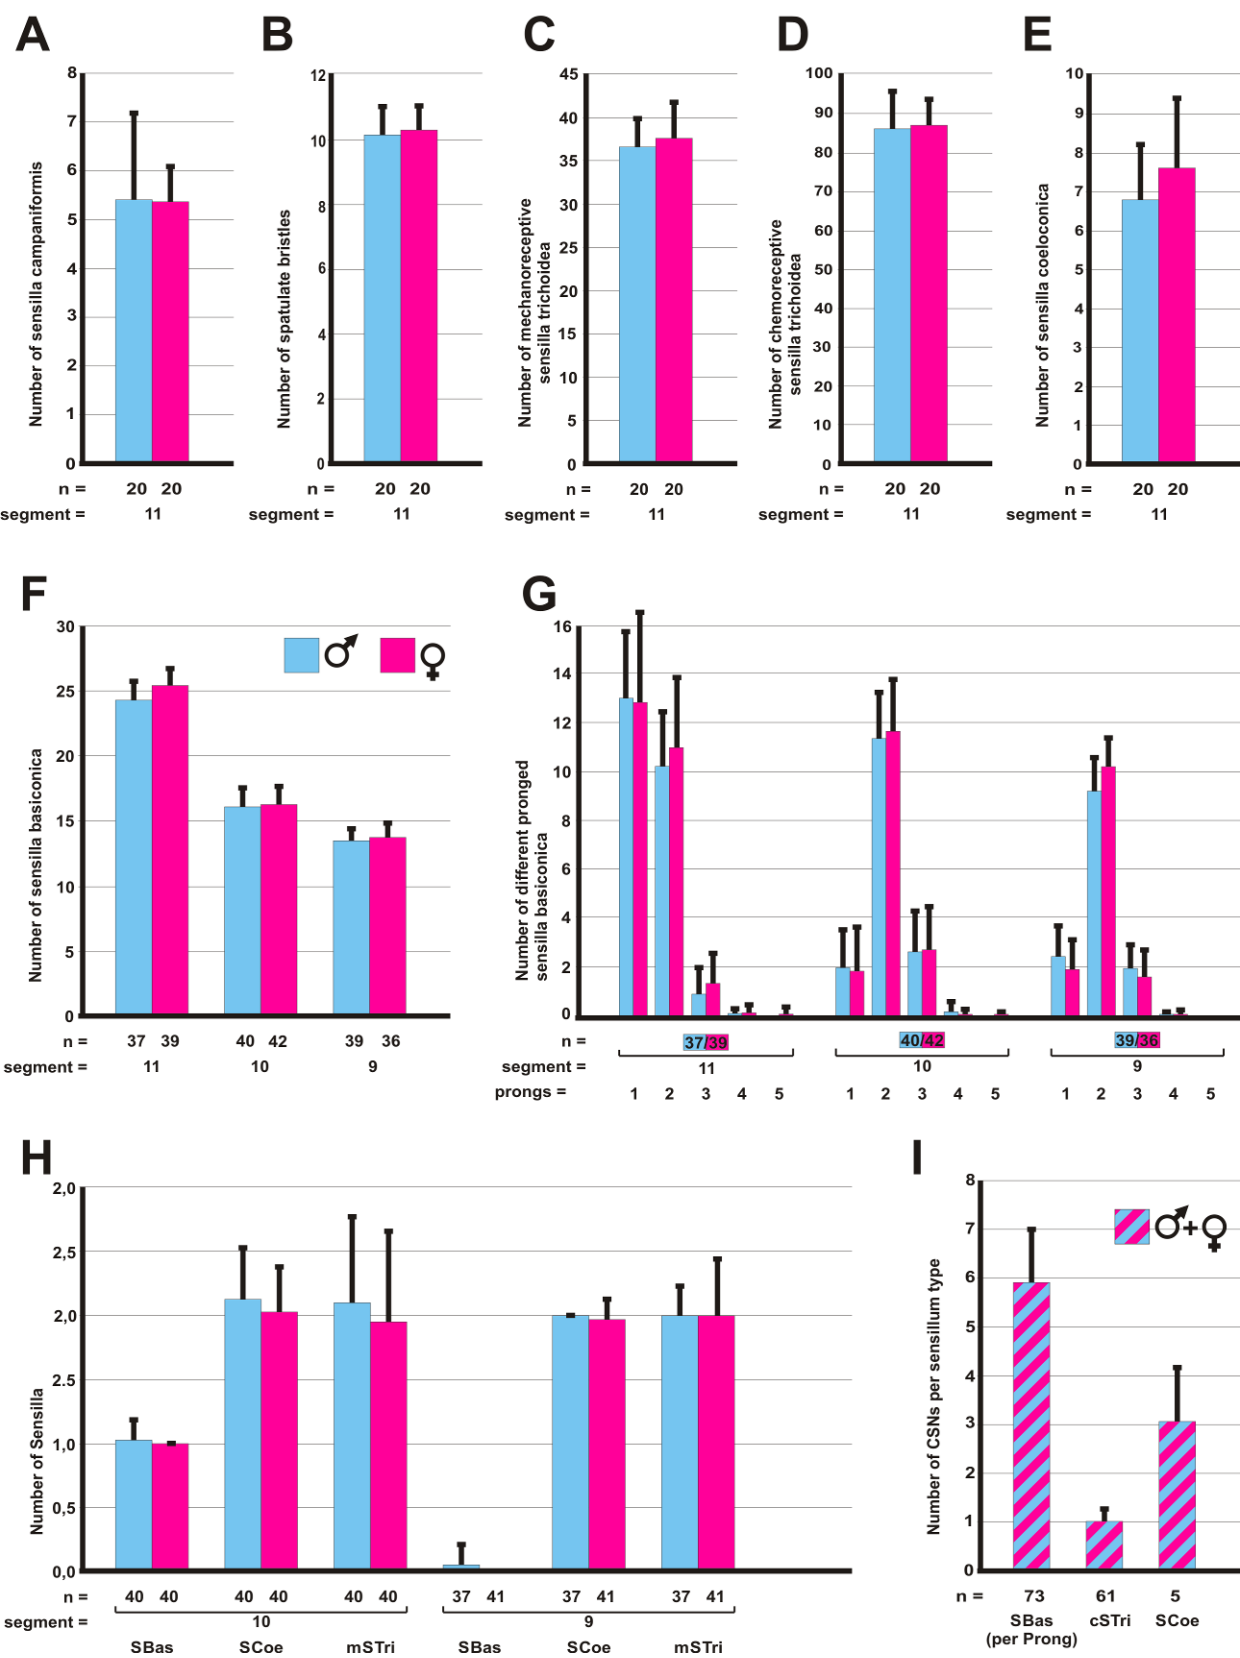 A
B
C
D
E
Number of sensilla campaniformis
8
7
6
5
4
3
2
1
0
Number of spatulate bristles
12
10
8
6
4
2
0
Number of mechanoreceptive
sensilla trichoidea
45
40
35
30
25
20
15
10
5
0
Number of chemoreceptive
sensilla trichoidea
100
90
80
70
60
50
40
30
20
10
0
Number of sensilla coeloconica
10
9
8
7
6
5
4
3
2
1
0
n = 20 20
segment = 11
n = 20 20
segment = 11
n = 20 20
segment = 11
n = 20 20
segment = 11
n = 20 20
segment = 11
F
Number of sensilla basiconica
30
25
20
15
10
5
0
♂ ♀
n = 37 39 40 42 39 36
segment = 11 10 9
G
Number of different pronged
sensilla basiconica
16
14
12
10
8
6
4
2
0
n = 37/39 40/42 39/36
segment = 11 10 9
prongs = 1 2 3 4 5 1 2 3 4 5 1 2 3 4 5
H
Number of Sensilla
2,0
2,5
2,0
2.5
1,0
0,5
0,0
n = 40 40 40 40 40 40 37 41 37 41 37 41
segment = 10 9
SBas SCoe mSTri SBas SCoe mSTri
I
Number of CSNs per sensillum type
8
7
6
5
4
3
2
1
0
♂+♀
n = 73 61 5
SBas cSTri SCoe
(per Prong)